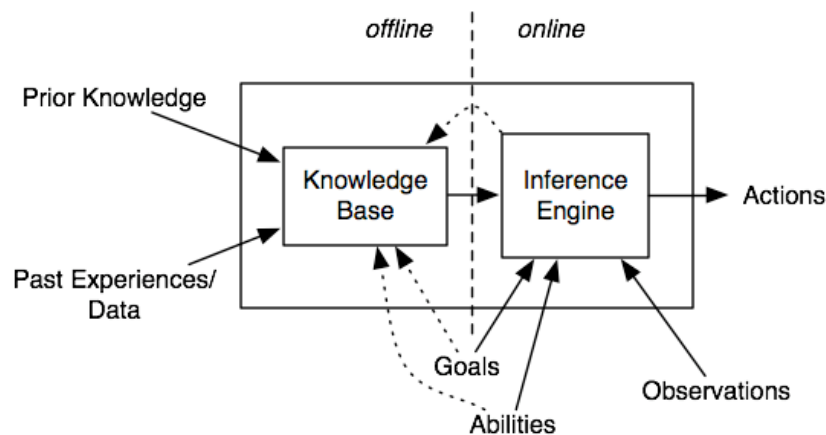 offline
online
Prior Knowledge
Knowledge
Base
Inference
Engine
Actions
Past Experiences/
Data
Goals
Observations
Abilities